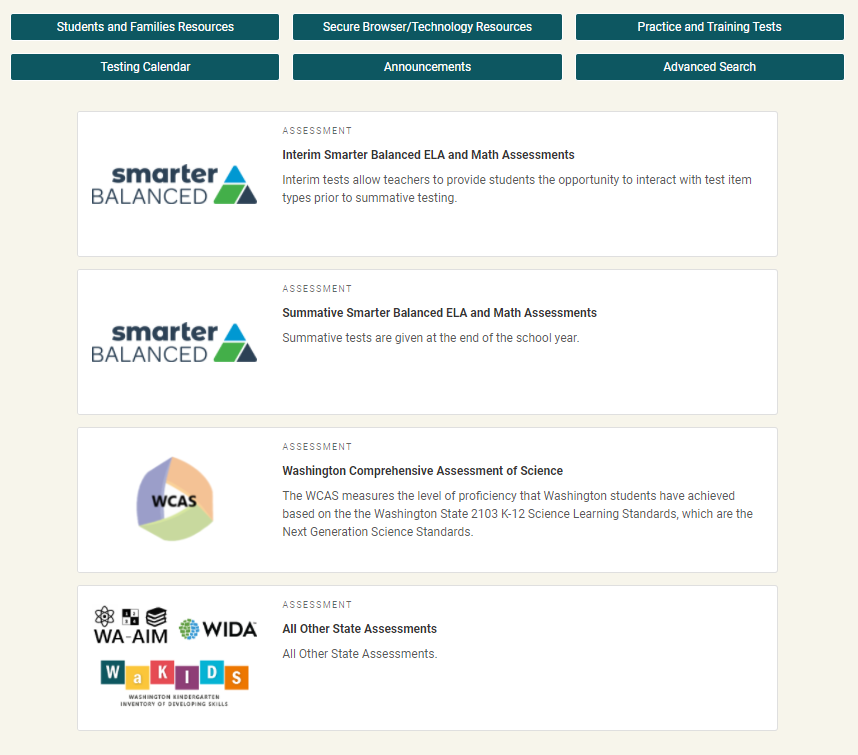 Students and Families Resources
Secure Browser/Technology Resources
Practice and Training Tests
Testing Calendar
Announcements
Advanced Search
smarter
BALANCED
ASSESSMENT
Interim Smarter Balanced ELA and Math Assessments
Interim tests allow teachers to provide students the opportunity to interact with test item
types prior to summative testing.
smarter
BALANCED
ASSESSMENT
Summative Smarter Balanced ELA and Math Assessments
Summative tests are given at the end of the school year.
WCAS
ASSESSMENT
Washington Comprehensive Assessment of Science
The WCAS measures the level of proficiency that Washington students have achieved
based on the the Washington State 2103 K-12 Science Learning Standards, which are the
Next Generation Science Standards.
WA-AIM
WIDA
WaKIDS
WASHINGTON KINDERGARTEN
INVENTORY OF DEVELOPING SKILLS
ASSESSMENT
All Other State Assessments
All Other State Assessments.